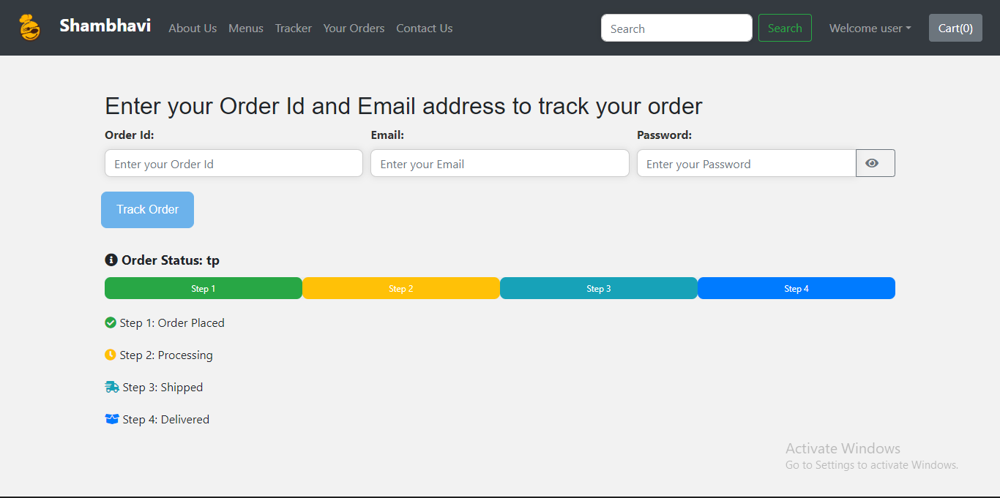 Shambhavi About Us Menus Tracker Your Orders Contact Us Search Search Welcome user Cart(0)
Enter your Order Id and Email address to track your order
Order Id: Email: Password:
Enter your Order Id Enter your Email Enter your Password
Track Order
Order Status: tp
Step 1 Step 2 Step 3 Step 4
Step 1: Order Placed
Step 2: Processing
Step 3: Shipped
Step 4: Delivered
Activate Windows
Go to Settings to activate Windows.